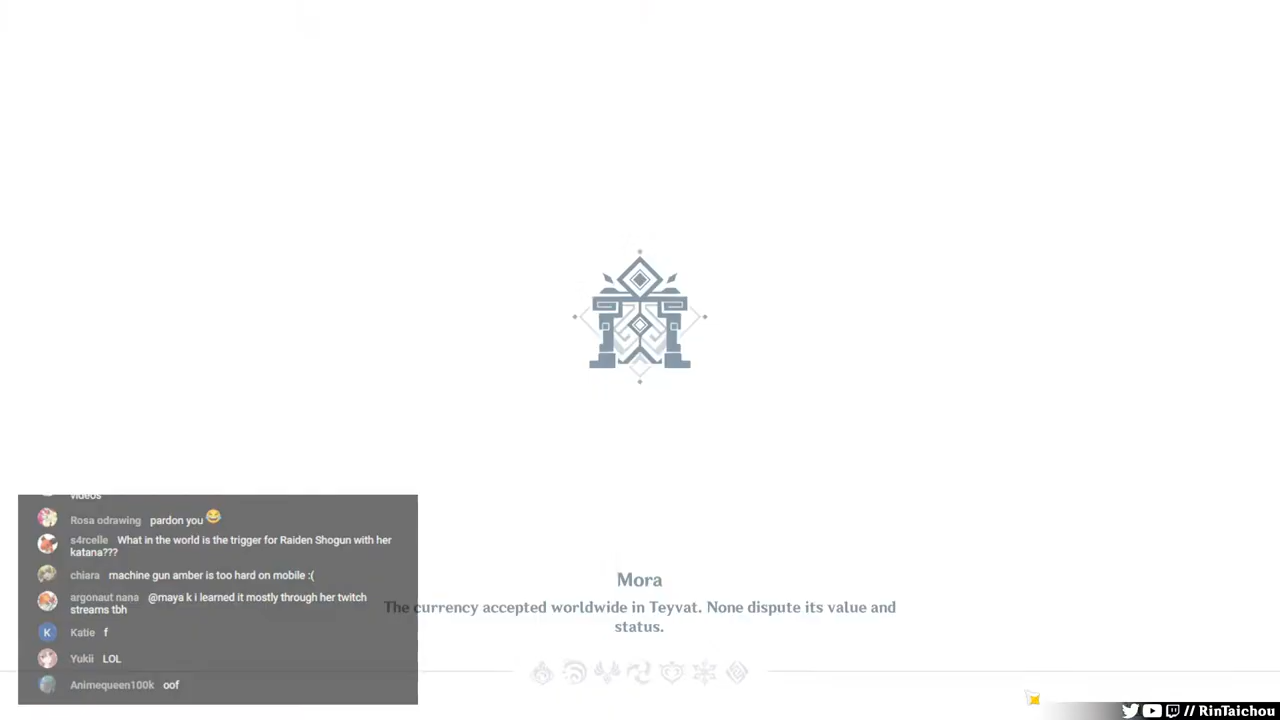 videos
Rosa odrawing pardon you 😂
s4rcelle What in the world is the trigger for Raiden Shogun with her
katana???
chiara machine gun amber is too hard on mobile :(
argonaut nana @maya k i learned it mostly through her twitch
streams tbh
K Katie f
Yukii LOL
Animequeen100k oof
Mora
The currency accepted worldwide in Teyvat. None dispute its value and
status.
// RinTaichou